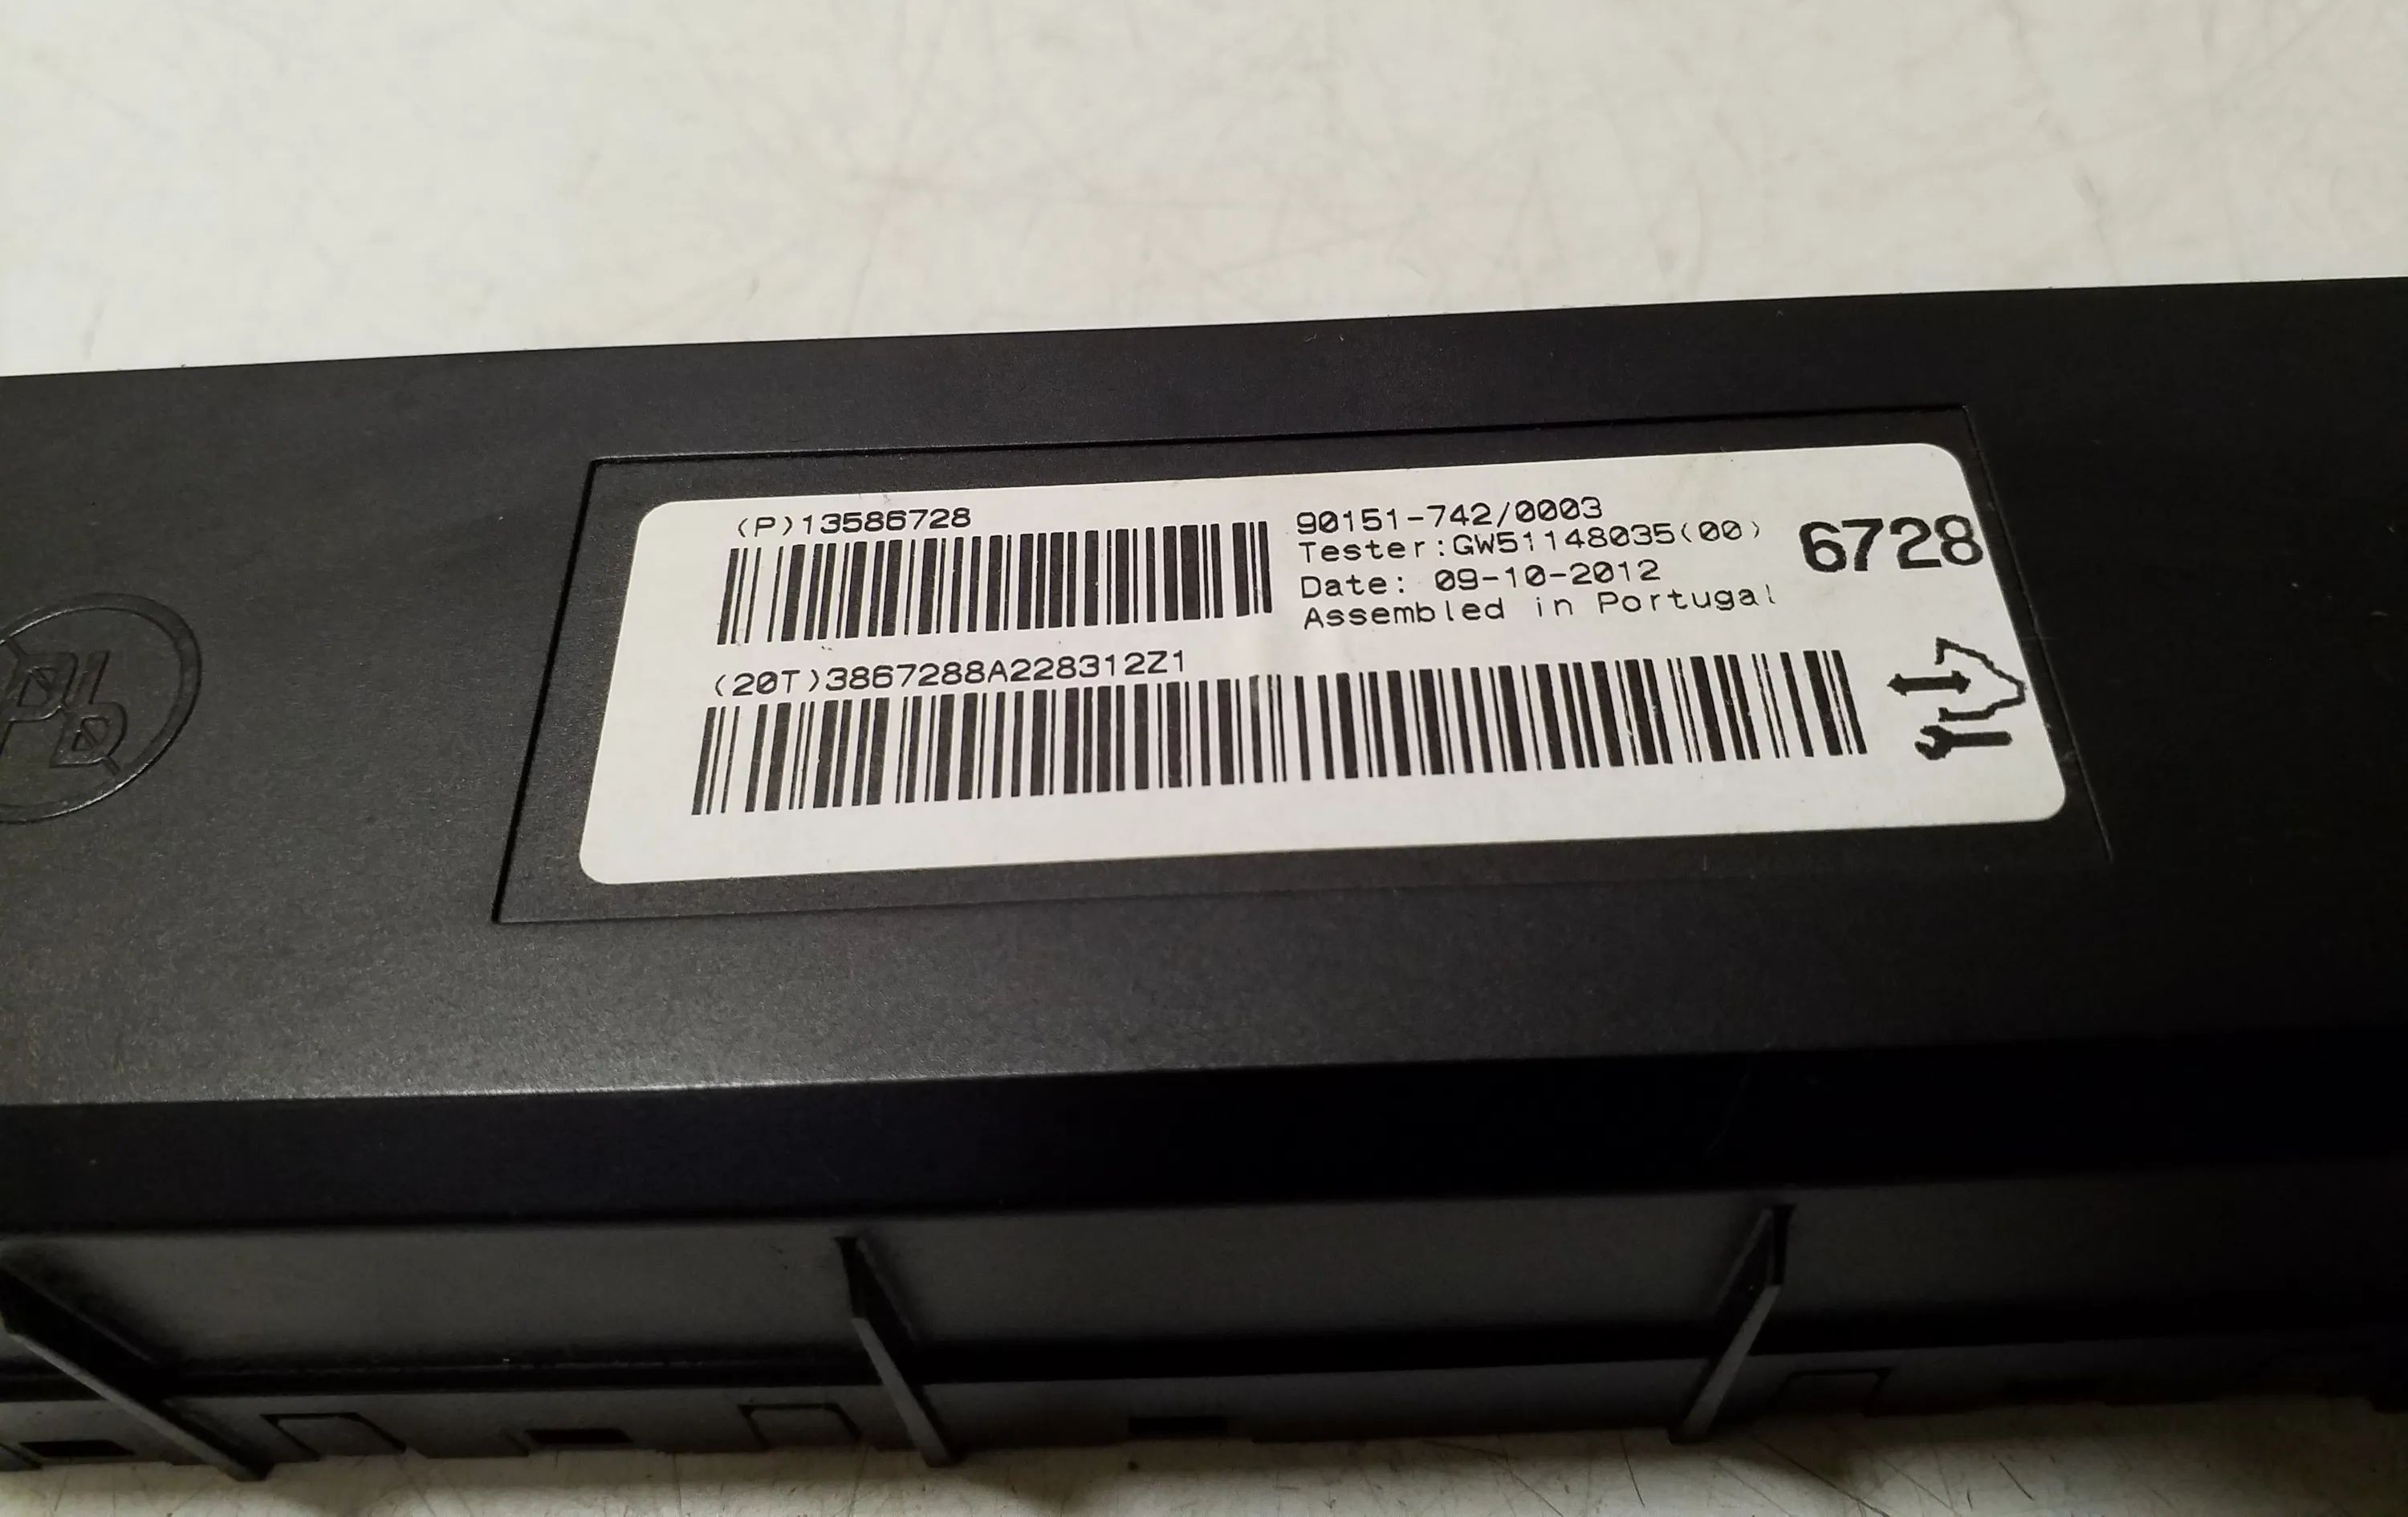 (P)13586728
90151-742/0003
Tester:GW51148035(00)
Date: 09-10-2012
Assembled in Portugal
6728
(20T)3867288A228312Z1